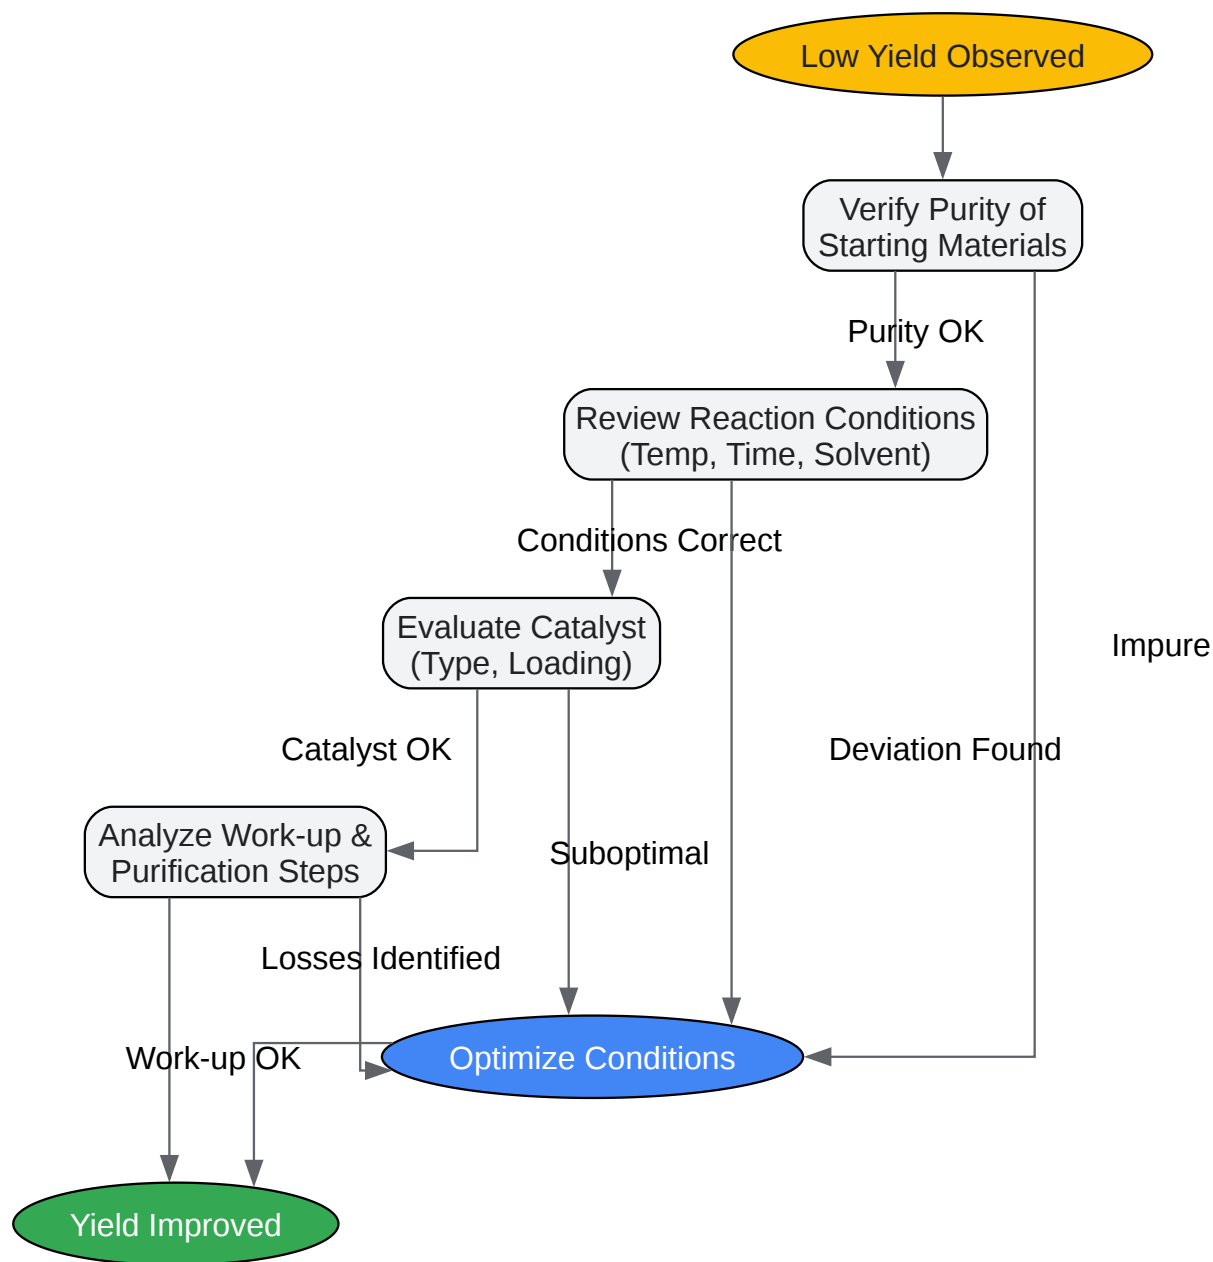 Low Yield Observed
Verify Purity of
Starting Materials
Purity OK
Review Reaction Conditions
(Temp, Time, Solvent)
Conditions Correct
Evaluate Catalyst
(Type, Loading)
Impure
Catalyst OK
Deviation Found
Analyze Work-up &
Purification Steps
Suboptimal
Losses Identified
Work-up OK
Optimize Conditions
Yield Improved